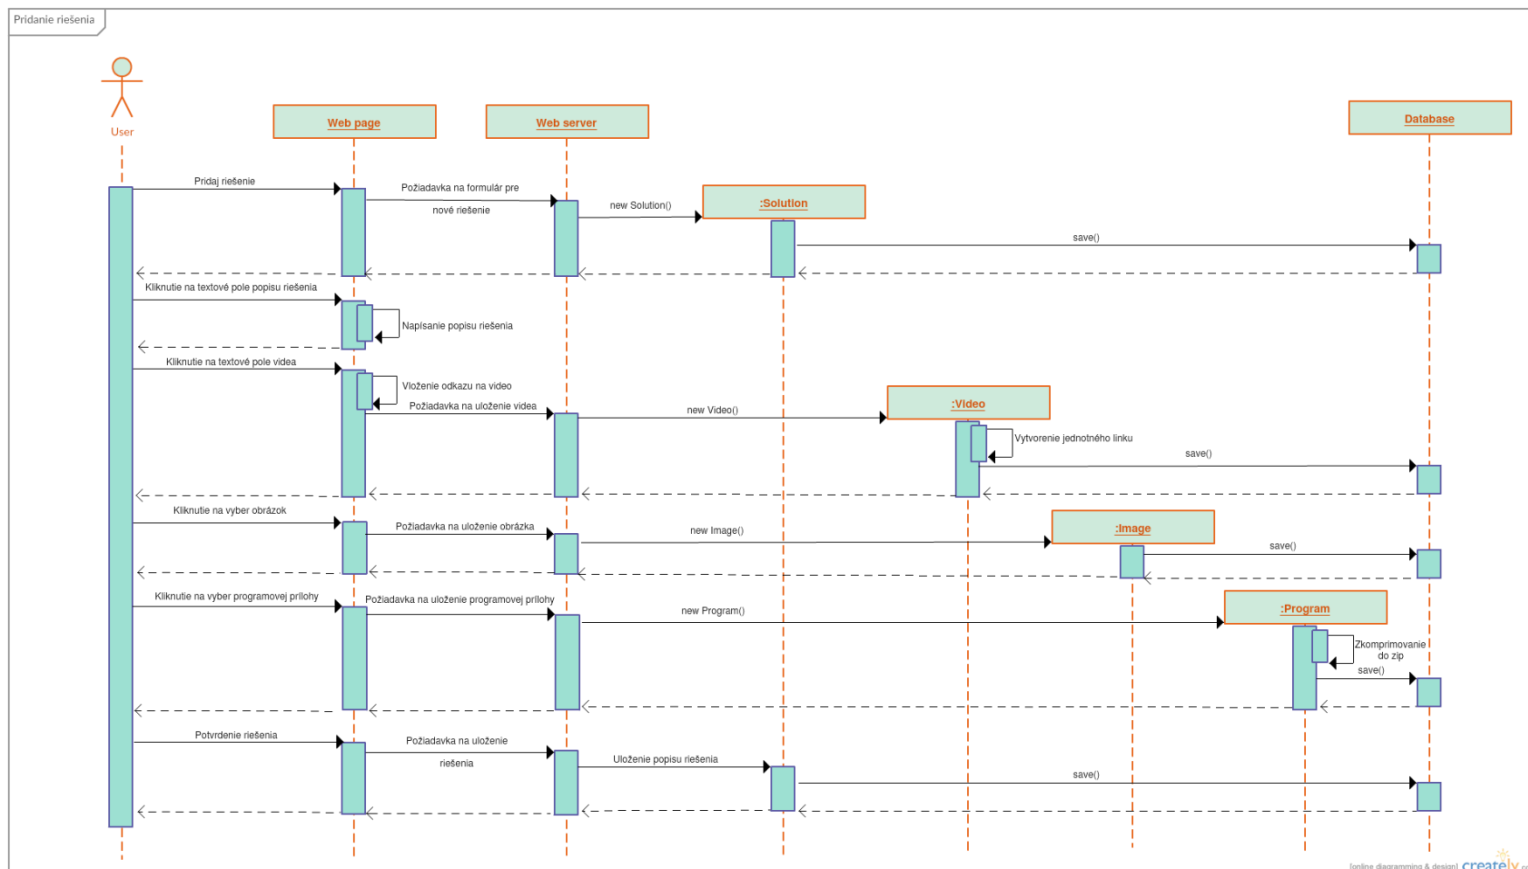 Pridanie riešenia
User
Web page
Web server
Database
Pridaj riešenie
Požiadavka na formulár pre
nové riešenie
new Solution()
:Solution
save()
Kliknutie na textové pole popisu riešenia
Napísanie popisu riešenia
Kliknutie na textové pole videa
Vloženie odkazu na video
Požiadavka na uloženie videa
new Video()
:Video
Vytvorenie jednotného linku
save()
Kliknutie na vyber obrázok
Požiadavka na uloženie obrázka
new Image()
:Image
save()
Kliknutie na vyber programovej prílohy
Požiadavka na uloženie programovej prílohy
new Program()
:Program
Zkomprimovanie
do zip
save()
Potvrdenie riešenia
Požiadavka na uloženie
riešenia
Uloženie popisu riešenia
save()
[online diagramming & design] creately.co